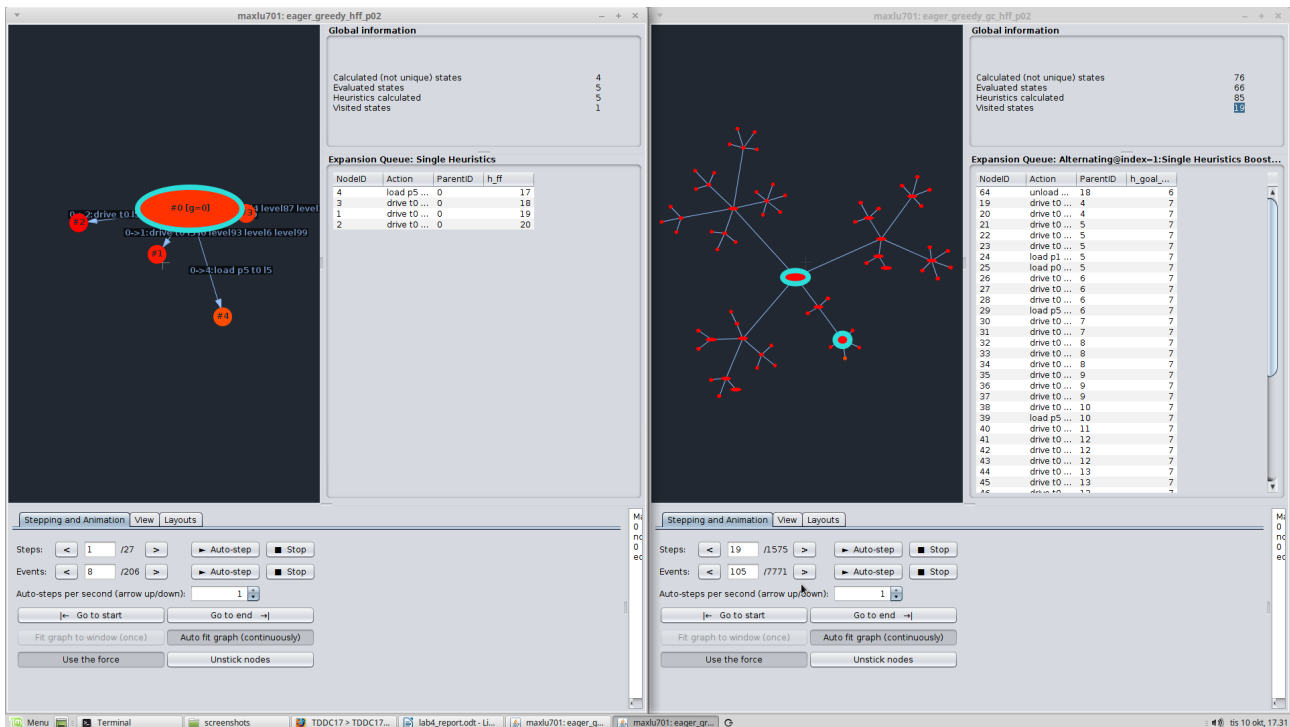 maxlu701: eager_greedy_hff_p02
Global information
Calculated (not unique) states 4
Evaluated states 5
Heuristics calculated 5
Visited states 1
#0 [g=0]
#2
#1
3
#4
0->4:load p5 t0 l5
Expansion Queue: Single Heuristics
NodeID Action ParentID h_ff
4 load p5 ... 0 17
3 drive t0 ... 0 18
1 drive t0 ... 0 19
2 drive t0 ... 0 20
Stepping and Animation View Layouts
Steps: < 1 /27 > ► Auto-step ■ Stop
Events: < 8 /206 > ► Auto-step ■ Stop
Auto-steps per second (arrow up/down): 1
|← Go to start Go to end →|
Fit graph to window (once) Auto fit graph (continuously)
Use the force Unstick nodes
maxlu701: eager_greedy_gc_hff_p02
Global information
Calculated (not unique) states 76
Evaluated states 66
Heuristics calculated 85
Visited states 19
Expansion Queue: Alternating@index=1:Single Heuristics Boost...
NodeID Action ParentID h_goal_...
64 unload ... 18 6
19 drive t0 ... 4 7
20 drive t0 ... 4 7
21 drive t0 ... 5 7
22 drive t0 ... 5 7
23 drive t0 ... 5 7
24 load p1 ... 5 7
25 load p0 ... 5 7
26 drive t0 ... 6 7
27 drive t0 ... 6 7
28 drive t0 ... 6 7
29 load p5 ... 6 7
30 drive t0 ... 7 7
31 drive t0 ... 7 7
32 drive t0 ... 8 7
33 drive t0 ... 8 7
34 drive t0 ... 8 7
35 drive t0 ... 9 7
36 drive t0 ... 9 7
37 drive t0 ... 9 7
38 drive t0 ... 10 7
39 load p5 ... 10 7
40 drive t0 ... 11 7
41 drive t0 ... 12 7
42 drive t0 ... 12 7
43 drive t0 ... 12 7
44 drive t0 ... 13 7
45 drive t0 ... 13 7
Stepping and Animation View Layouts
Steps: < 19 /1575 > ► Auto-step ■ Stop
Events: < 105 /7771 > ► Auto-step ■ Stop
Auto-steps per second (arrow up/down): 1
|← Go to start Go to end →|
Fit graph to window (once) Auto fit graph (continuously)
Use the force Unstick nodes
Menu Terminal screenshots TDDC17 > TDDC17... lab4_report.odt - Li... maxlu701: eager_g... maxlu701: eager_gr... tis 10 okt, 17.31